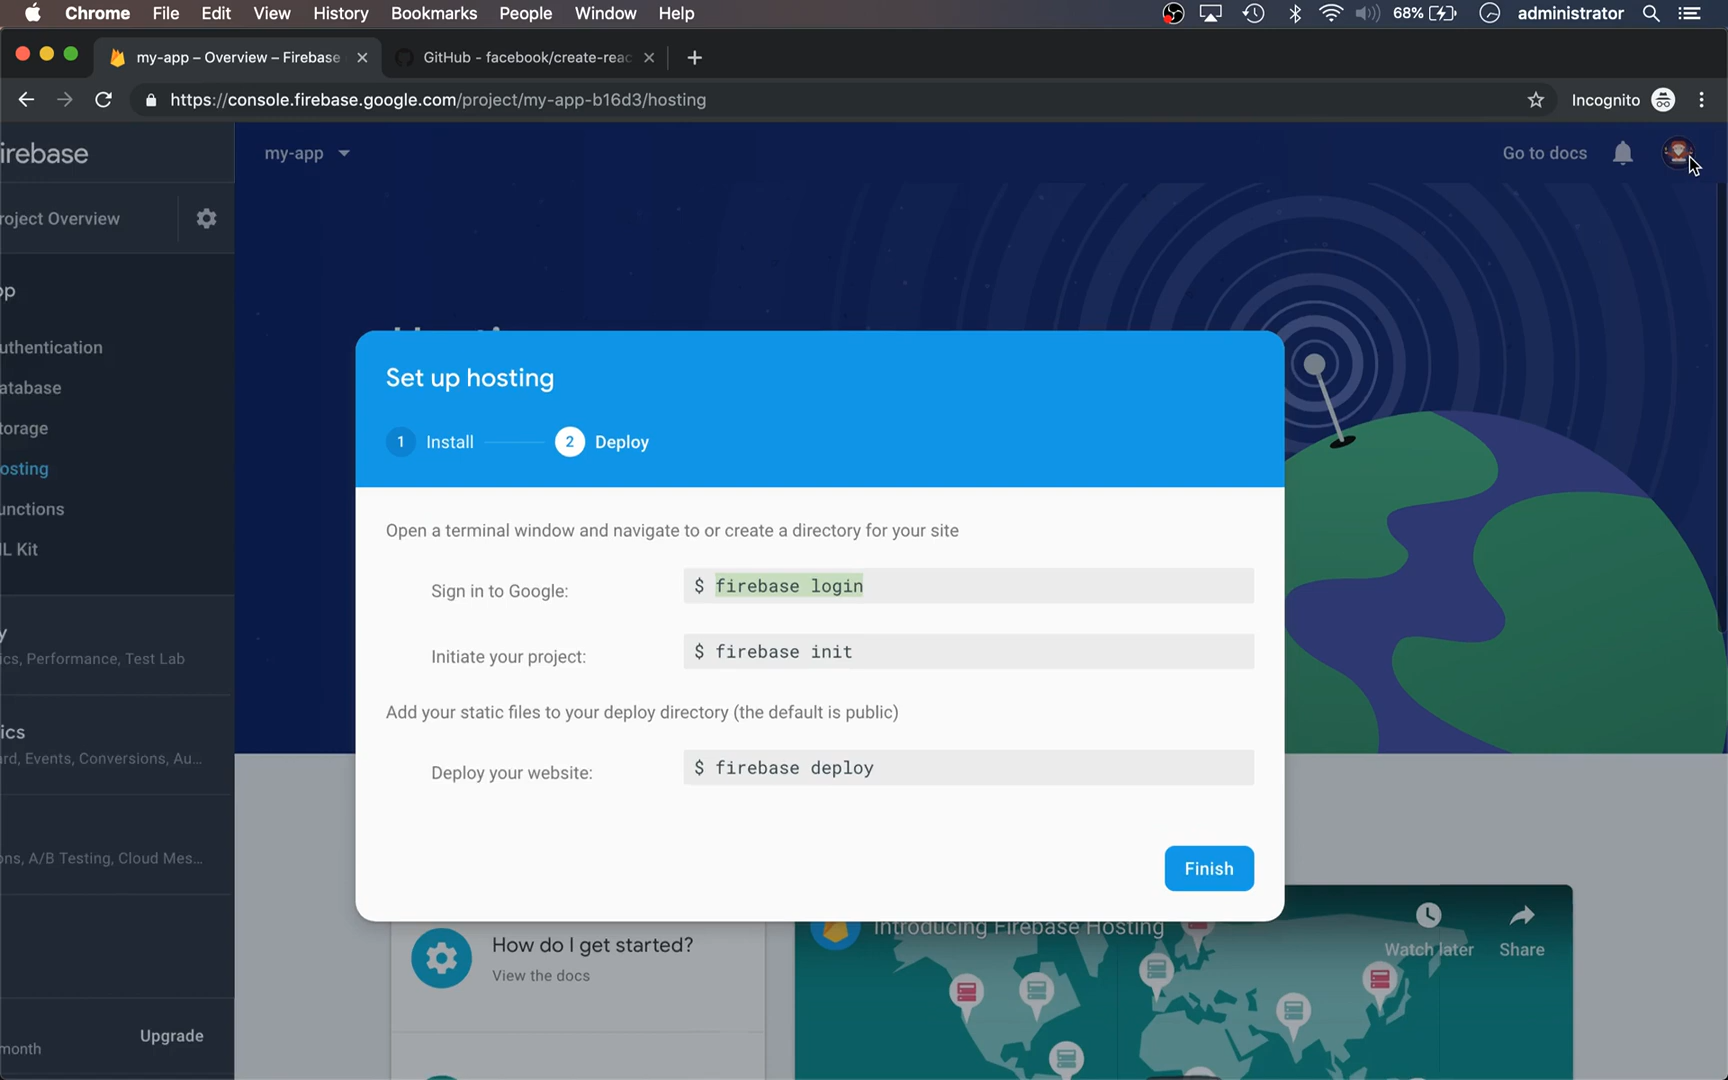 Chrome File Edit View History Bookmarks People Window Help 68% administrator
my-app – Overview – Firebase
GitHub - facebook/create-reac
https://console.firebase.google.com/project/my-app-b16d3/hosting
Incognito
irebase
my-app
Go to docs
roject Overview
uthentication
atabase
torage
osting
unctions
L Kit
y
ics, Performance, Test Lab
ics
rd, Events, Conversions, Au...
ons, A/B Testing, Cloud Mes...
Upgrade
month
Set up hosting
1 Install 2 Deploy
Open a terminal window and navigate to or create a directory for your site
Sign in to Google: $ firebase login
Initiate your project: $ firebase init
Add your static files to your deploy directory (the default is public)
Deploy your website: $ firebase deploy
Finish
How do I get started?
View the docs
Introducing Firebase Hosting
Watch later
Share